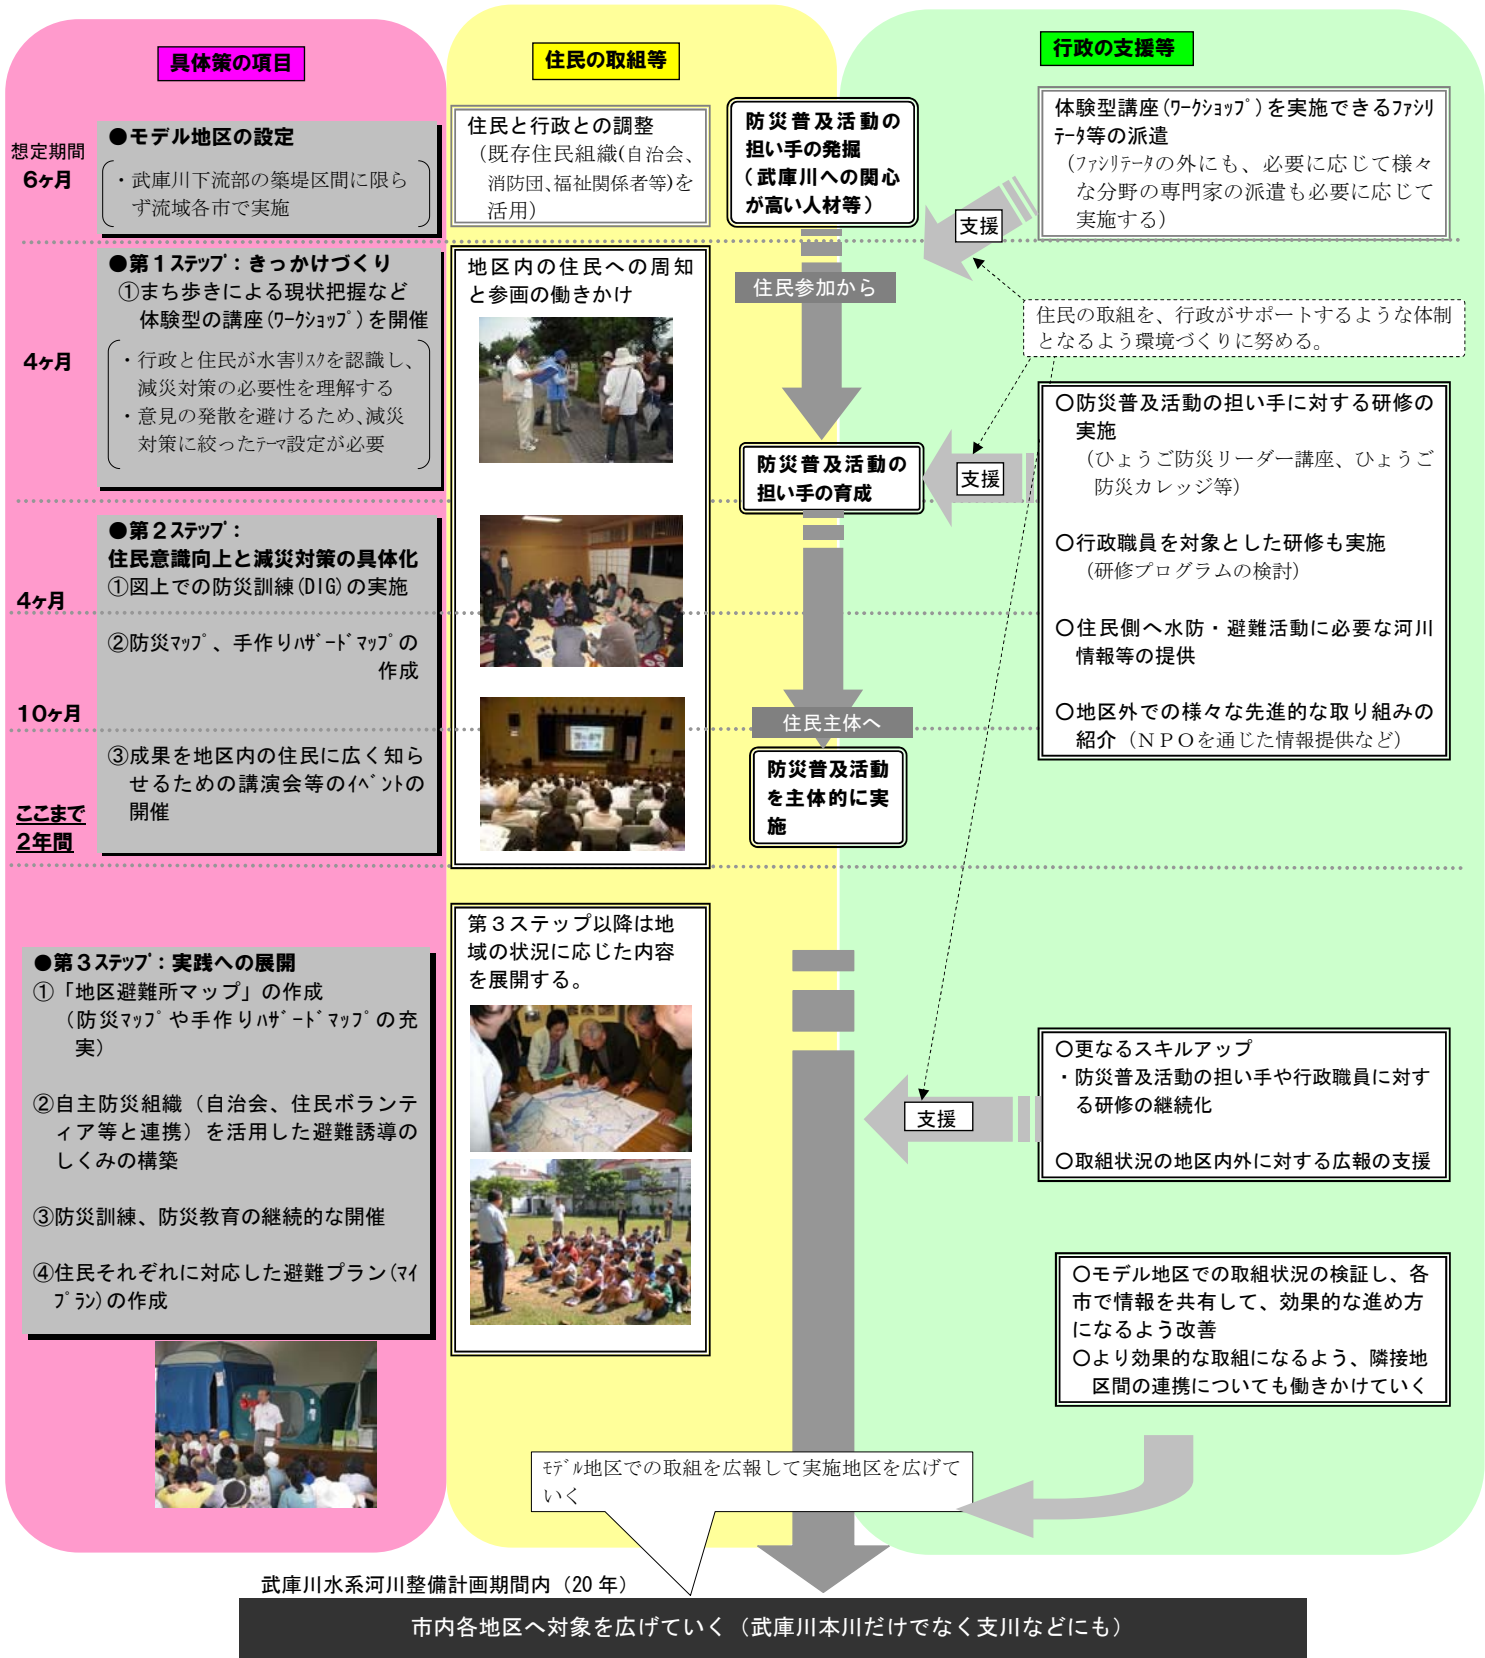 具体策の項目
住民の取組等
行政の支援等
想定期間
6ヶ月
●モデル地区の設定
・武庫川下流部の築堤区間に限ら
ず流域各市で実施
住民と行政との調整
（既存住民組織(自治会、
消防団、福祉関係者等)を
活用）
防災普及活動の
担い手の発掘
（武庫川への関心
が高い人材等）
体験型講座(ﾜｰｸｼｮｯﾌﾟ)を実施できるﾌｧｼﾘ
ﾃｰﾀ等の派遣
（ﾌｧｼﾘﾃｰﾀの外にも、必要に応じて様々
な分野の専門家の派遣も必要に応じて
実施する）
支援
4ヶ月
●第１ｽﾃｯﾌﾟ：きっかけづくり
①まち歩きによる現状把握など
体験型の講座(ﾜｰｸｼｮｯﾌﾟ)を開催
・行政と住民が水害ﾘｽｸを認識し、
減災対策の必要性を理解する
・意見の発散を避けるため、減災
対策に絞ったﾃｰﾏ設定が必要
地区内の住民への周知
と参画の働きかけ
住民参加から
住民の取組を、行政がサポートするような体制
となるよう環境づくりに努める。
防災普及活動の
担い手の育成
支援
○防災普及活動の担い手に対する研修の
実施
（ひょうご防災リーダー講座、ひょうご
防災カレッジ等）
○行政職員を対象とした研修も実施
（研修プログラムの検討）
○住民側へ水防・避難活動に必要な河川
情報等の提供
○地区外での様々な先進的な取り組みの
紹介（ＮＰＯを通じた情報提供など）
4ヶ月
●第２ｽﾃｯﾌﾟ：
住民意識向上と減災対策の具体化
①図上での防災訓練(DIG)の実施
10ヶ月
②防災ﾏｯﾌﾟ、手作りﾊｻﾞｰﾄﾞﾏｯﾌﾟの
作成
ここまで
2年間
③成果を地区内の住民に広く知ら
せるための講演会等のｲﾍﾞﾝﾄの
開催
住民主体へ
防災普及活動
を主体的に実
施
●第３ｽﾃｯﾌﾟ：実践への展開
①「地区避難所マップ」の作成
（防災ﾏｯﾌﾟや手作りﾊｻﾞｰﾄﾞﾏｯﾌﾟの充
実）
②自主防災組織（自治会、住民ボランテ
ィア等と連携）を活用した避難誘導の
しくみの構築
③防災訓練、防災教育の継続的な開催
④住民それぞれに対応した避難プラン(ﾏｲ
ﾌﾟﾗﾝ)の作成
第３ステップ以降は地
域の状況に応じた内容
を展開する。
支援
○更なるスキルアップ
・防災普及活動の担い手や行政職員に対す
る研修の継続化
○取組状況の地区内外に対する広報の支援
○モデル地区での取組状況の検証し、各
市で情報を共有して、効果的な進め方
になるよう改善
○より効果的な取組になるよう、隣接地
区間の連携についても働きかけていく
ﾓﾃﾞﾙ地区での取組を広報して実施地区を広げて
いく
武庫川水系河川整備計画期間内（20年）
市内各地区へ対象を広げていく（武庫川本川だけでなく支川などにも）